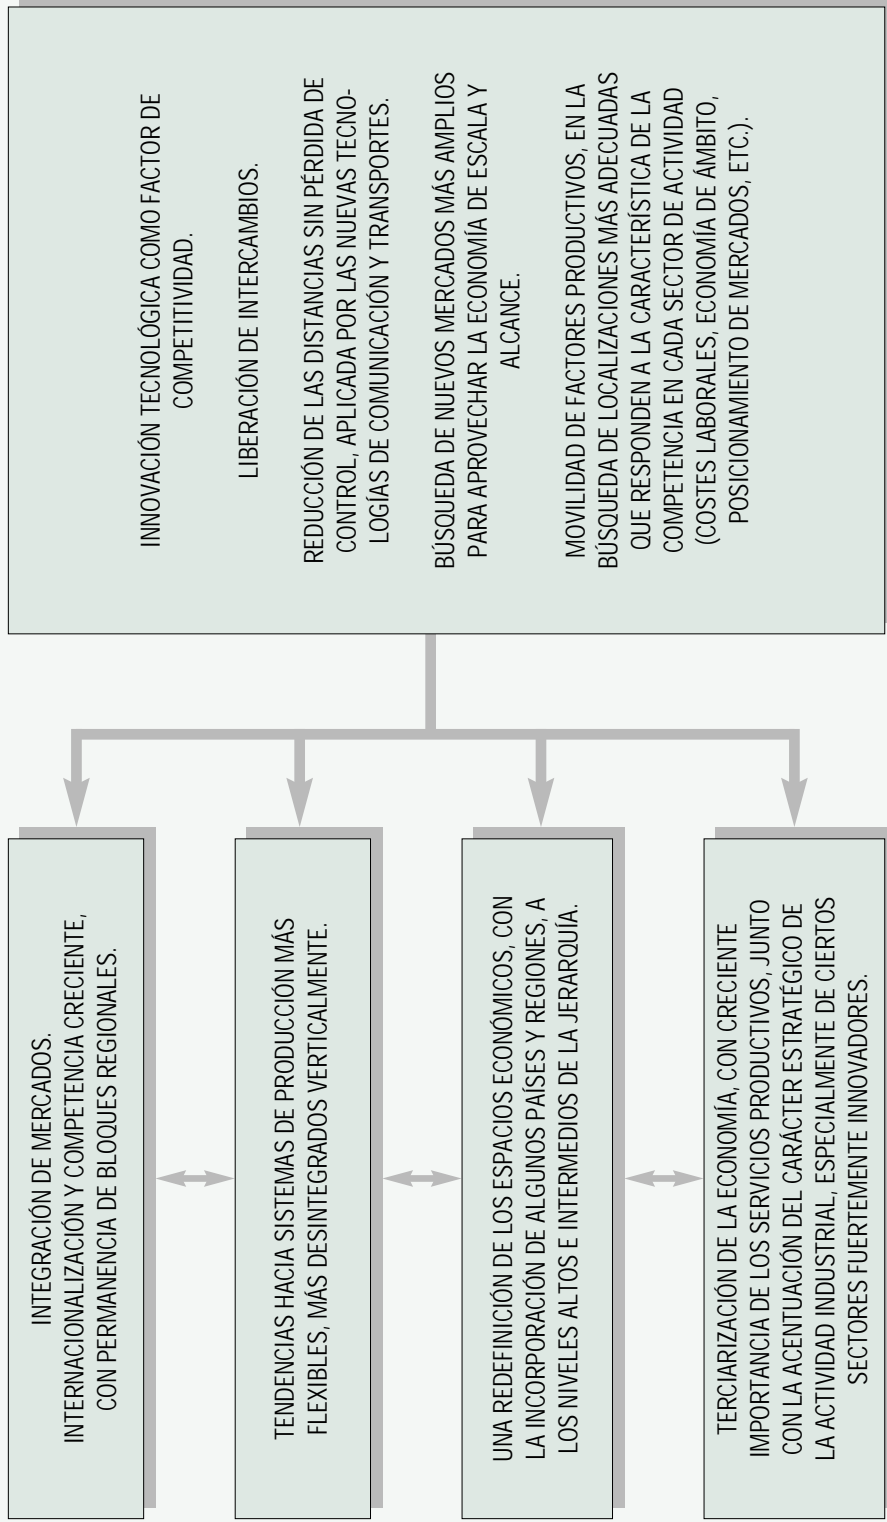 INNOVACIÓN TECNOLÓGICA COMO FACTOR DE
COMPETITIVIDAD.
LIBERACIÓN DE INTERCAMBIOS.
REDUCCIÓN DE LAS DISTANCIAS SIN PÉRDIDA DE
CONTROL, APLICADA POR LAS NUEVAS TECNO-
LOGÍAS DE COMUNICACIÓN Y TRANSPORTES.
BÚSQUEDA DE NUEVOS MERCADOS MÁS AMPLIOS
PARA APROVECHAR LA ECONOMÍA DE ESCALA Y
ALCANCE.
MOVILIDAD DE FACTORES PRODUCTIVOS, EN LA
BÚSQUEDA DE LOCALIZACIONES MÁS ADECUADAS
QUE RESPONDEN A LA CARACTERÍSTICA DE LA
COMPETENCIA EN CADA SECTOR DE ACTIVIDAD
(COSTES LABORALES, ECONOMÍA DE ÁMBITO,
POSICIONAMIENTO DE MERCADOS, ETC.).
INTEGRACIÓN DE MERCADOS.
INTERNACIONALIZACIÓN Y COMPETENCIA CRECIENTE,
CON PERMANENCIA DE BLOQUES REGIONALES.
TENDENCIAS HACIA SISTEMAS DE PRODUCCIÓN MÁS
FLEXIBLES, MÁS DESINTEGRADOS VERTICALMENTE.
UNA REDEFINICIÓN DE LOS ESPACIOS ECONÓMICOS, CON
LA INCORPORACIÓN DE ALGUNOS PAÍSES Y REGIONES, A
LOS NIVELES ALTOS E INTERMEDIOS DE LA JERARQUÍA.
TERCIARIZACIÓN DE LA ECONOMÍA, CON CRECIENTE
IMPORTANCIA DE LOS SERVICIOS PRODUCTIVOS, JUNTO
CON LA ACENTUACIÓN DEL CARÁCTER ESTRATÉGICO DE
LA ACTIVIDAD INDUSTRIAL, ESPECIALMENTE DE CIERTOS
SECTORES FUERTEMENTE INNOVADORES.